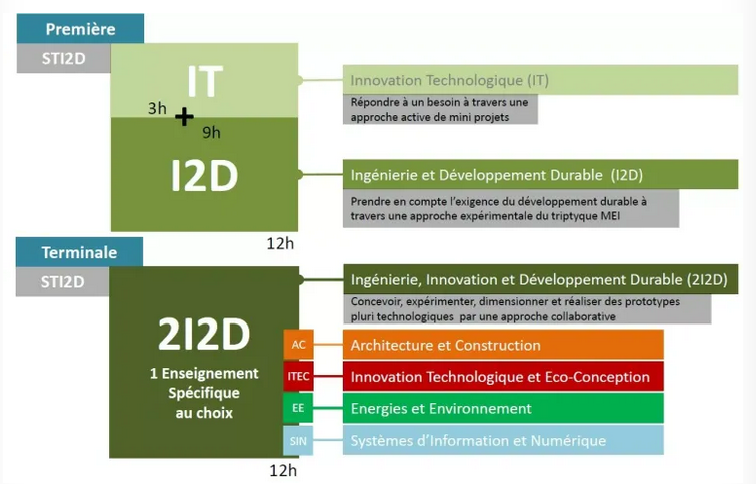 Première
STI2D
IT
3h
+
9h
I2D
12h
Innovation Technologique (IT)
Répondre à un besoin à travers une
approche active de mini projets
Ingénierie et Développement Durable (I2D)
Prendre en compte l'exigence du développement durable à
travers une approche expérimentale du triptyque MEI
Terminale
STI2D
2I2D
1 Enseignement
Spécifique
au choix
12h
Ingénierie, Innovation et Développement Durable (2I2D)
Concevoir, expérimenter, dimensionner et réaliser des prototypes
pluri technologiques par une approche collaborative
AC Architecture et Construction
ITEC Innovation Technologique et Eco-Conception
EE Energies et Environnement
SIN Systèmes d'Information et Numérique